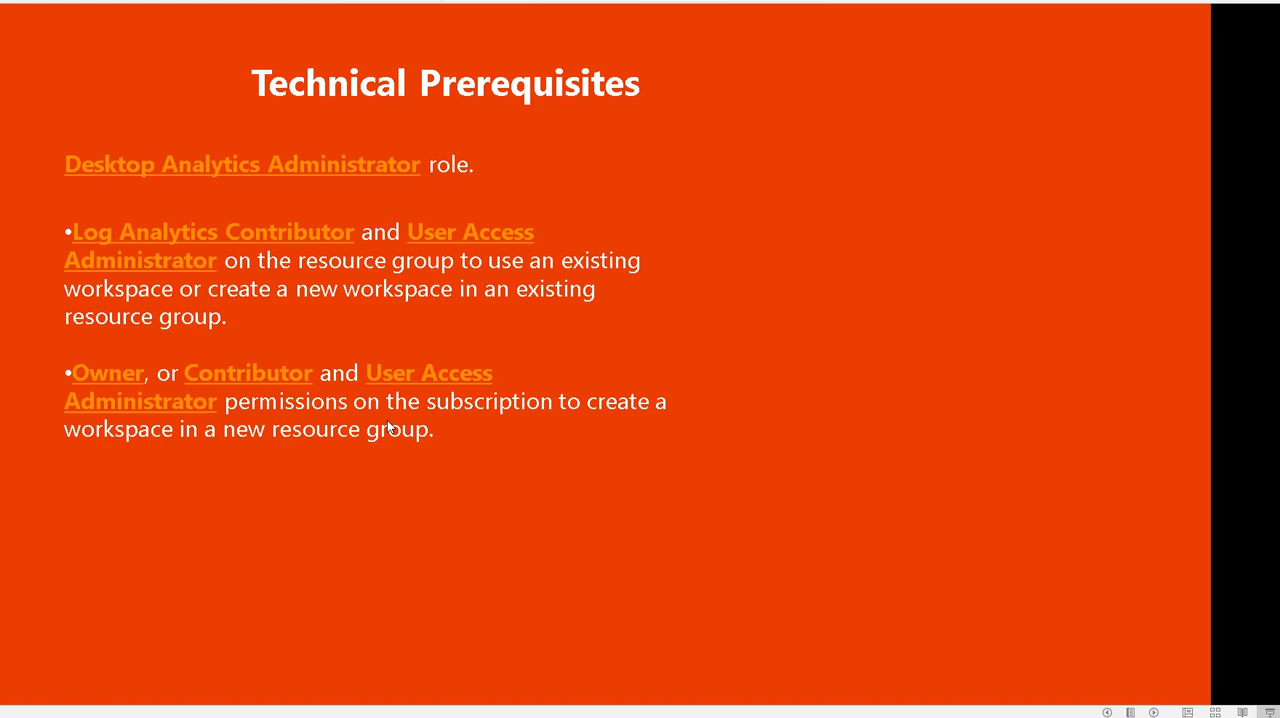 Technical Prerequisites
Desktop Analytics Administrator role.
•Log Analytics Contributor and User Access
Administrator on the resource group to use an existing
workspace or create a new workspace in an existing
resource group.
•Owner, or Contributor and User Access
Administrator permissions on the subscription to create a
workspace in a new resource group.